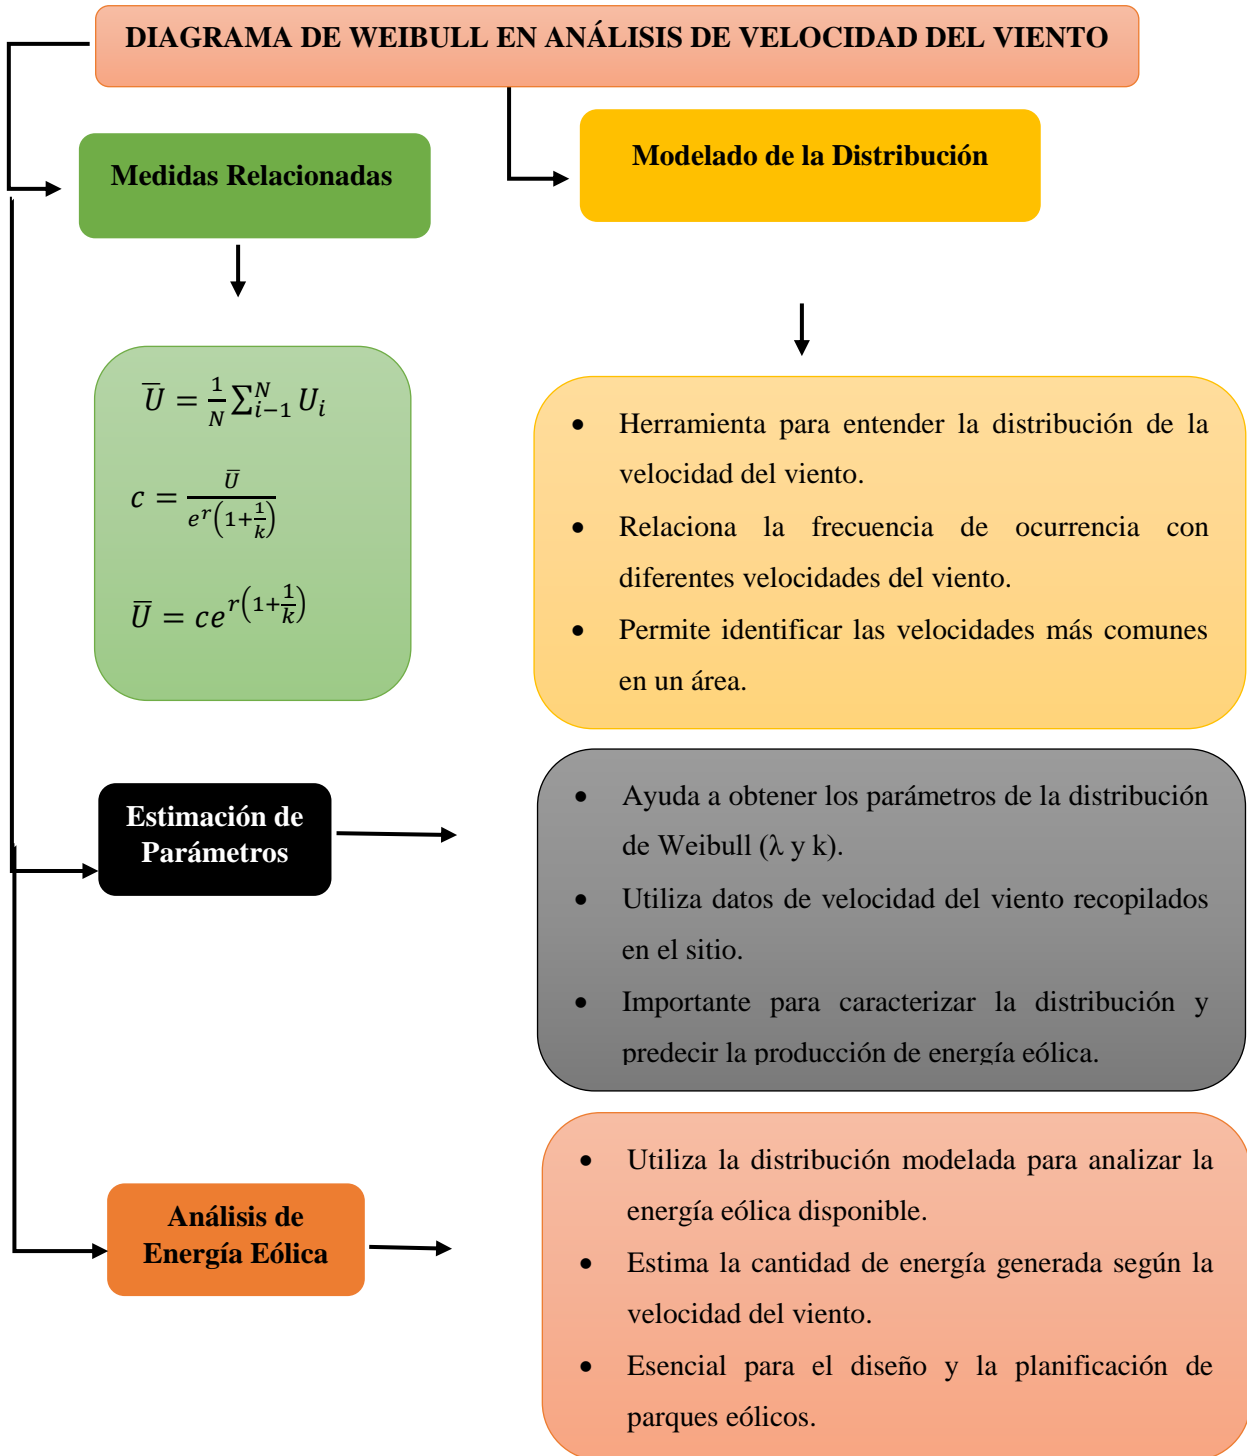 DIAGRAMA DE WEIBULL EN ANÁLISIS DE VELOCIDAD DEL VIENTO
Medidas Relacionadas
Modelado de la Distribución
U̅ = 1/N ∑_{i-1}^{N} U_i
c = U̅ / e^r(1+1/k)
U̅ = ce^{r(1+1/k)}
• Herramienta para entender la distribución de la
velocidad del viento.
• Relaciona la frecuencia de ocurrencia con
diferentes velocidades del viento.
• Permite identificar las velocidades más comunes
en un área.
Estimación de
Parámetros
• Ayuda a obtener los parámetros de la distribución
de Weibull (λ y k).
• Utiliza datos de velocidad del viento recopilados
en el sitio.
• Importante para caracterizar la distribución y
predecir la producción de energía eólica.
Análisis de
Energía Eólica
• Utiliza la distribución modelada para analizar la
energía eólica disponible.
• Estima la cantidad de energía generada según la
velocidad del viento.
• Esencial para el diseño y la planificación de
parques eólicos.